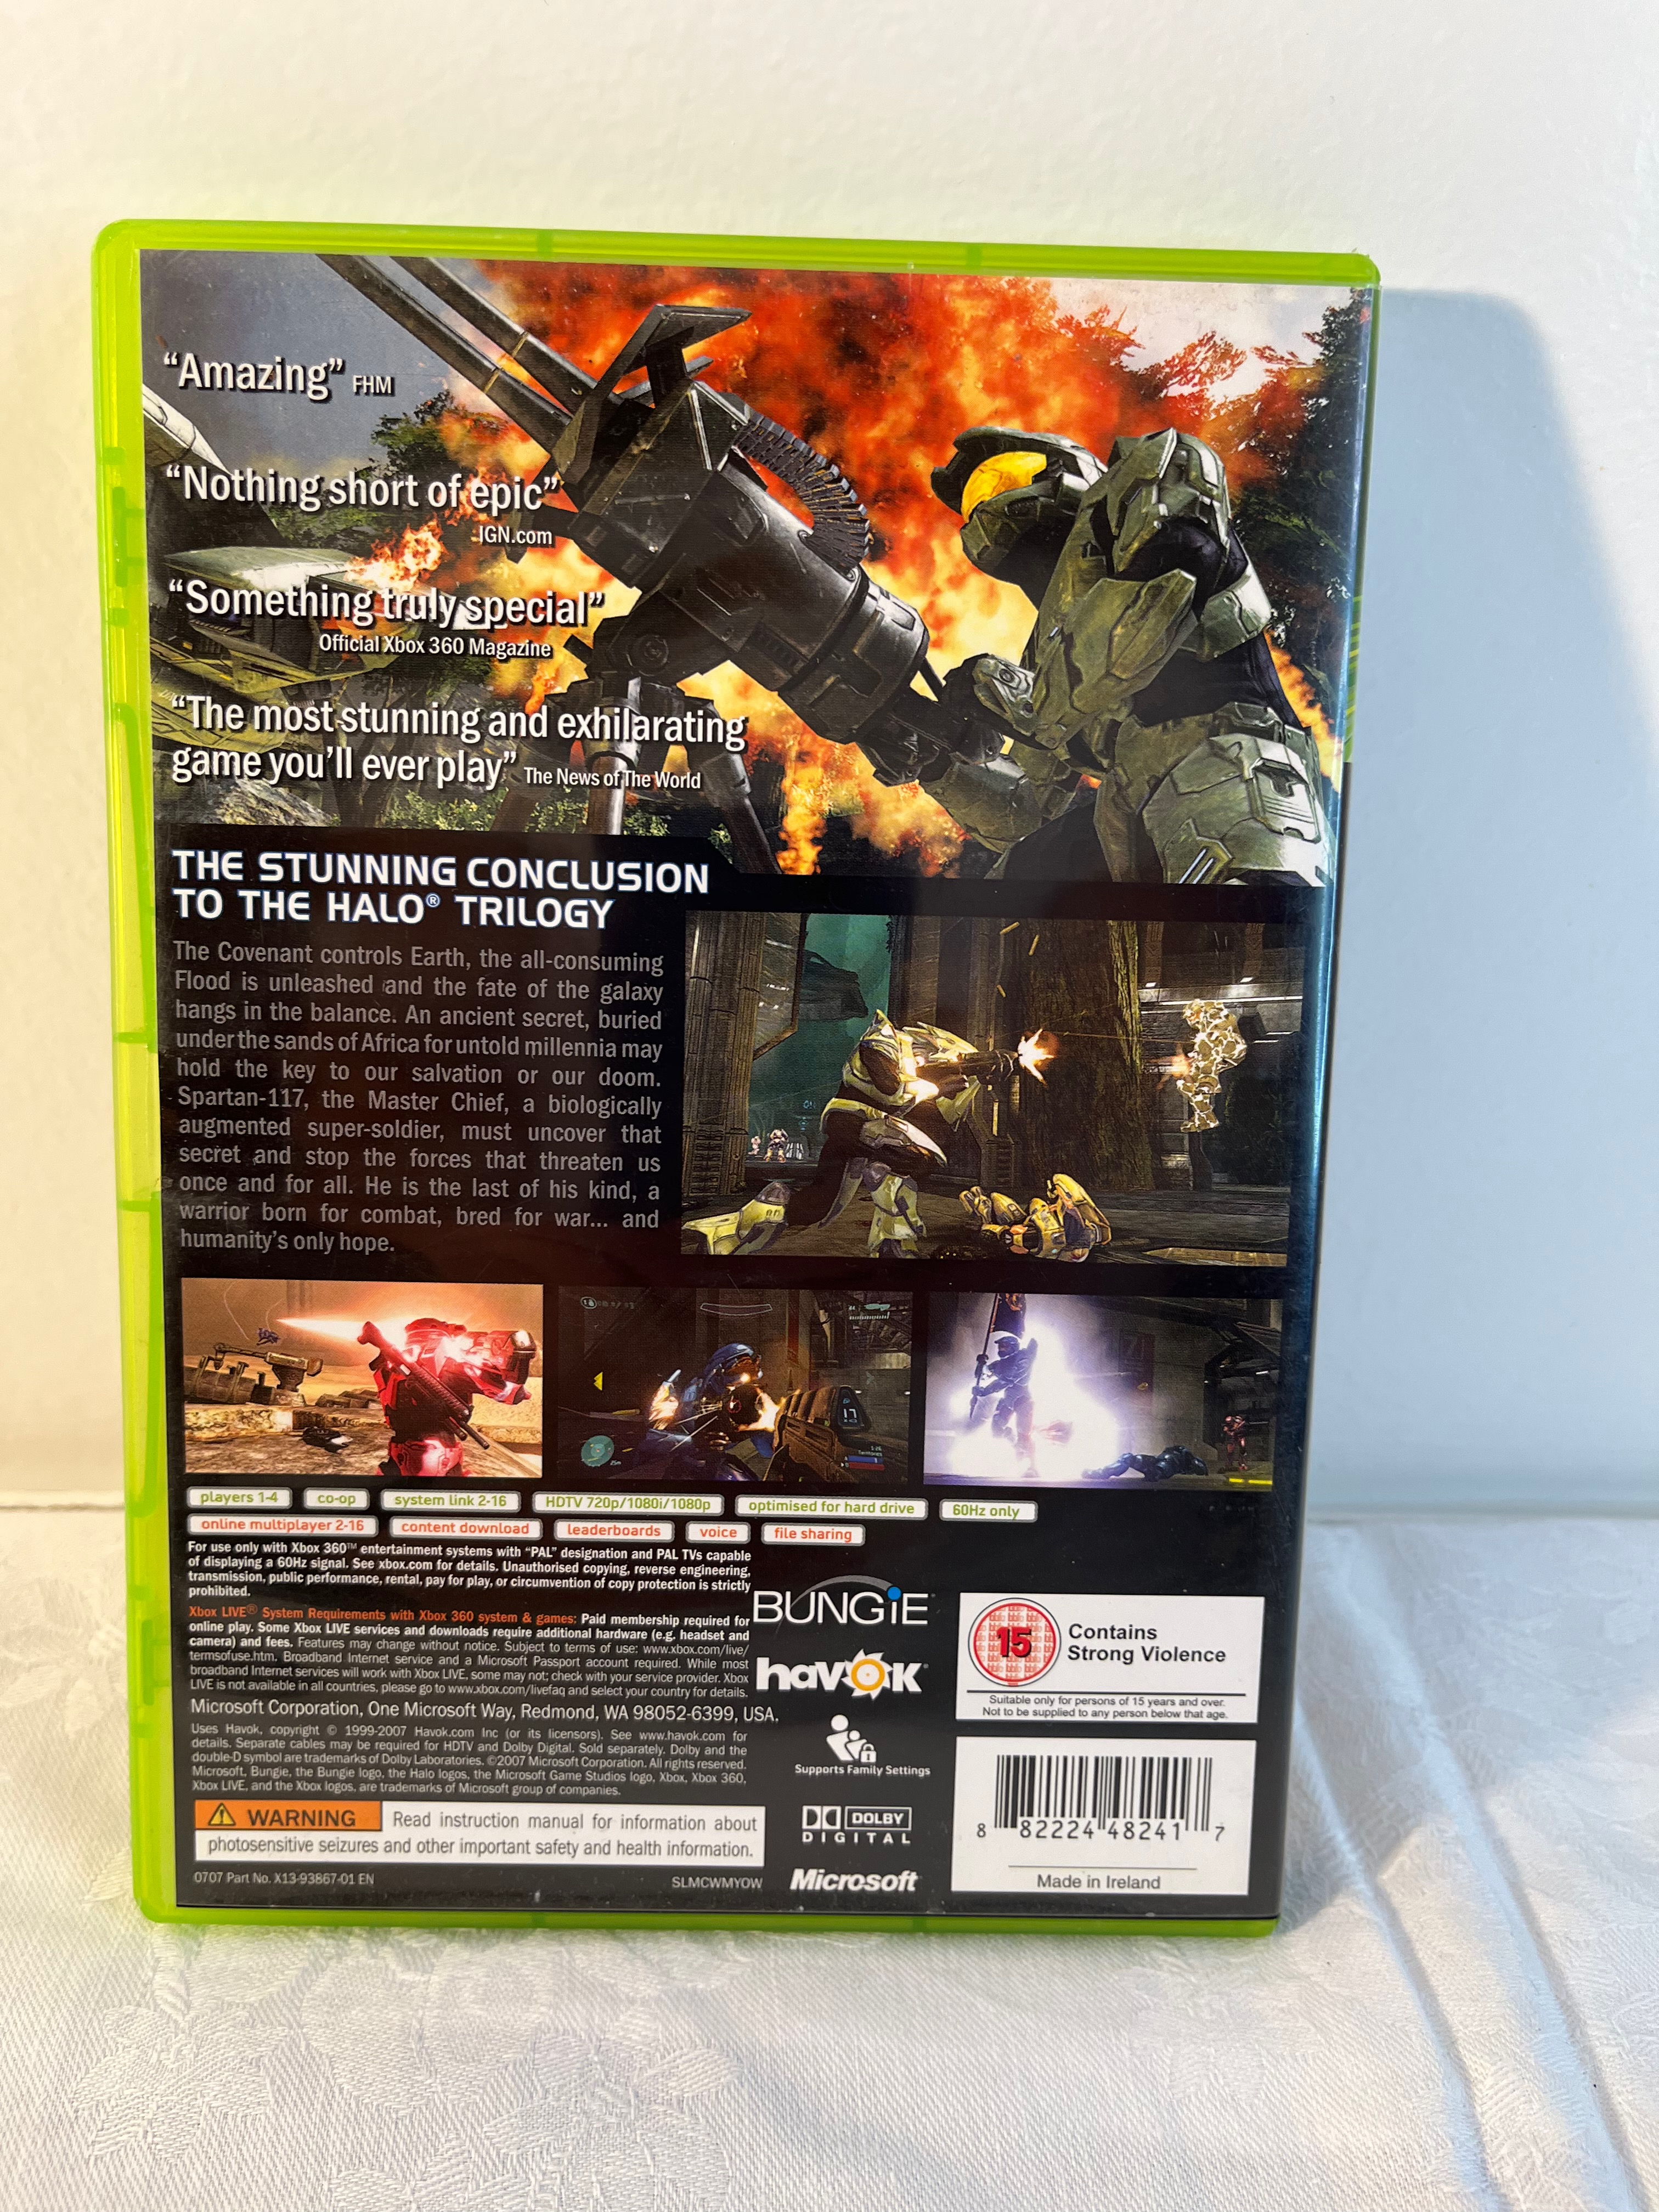 “Amazing” FHM
“Nothing short of epic”
IGN.com
“Something truly special”
Official Xbox 360 Magazine
“The most stunning and exhilarating
game you’ll ever play” The News of The World
THE STUNNING CONCLUSION
TO THE HALO® TRILOGY
The Covenant controls Earth, the all-consuming
Flood is unleashed and the fate of the galaxy
hangs in the balance. An ancient secret, buried
under the sands of Africa for untold millennia may
hold the key to our salvation or our doom.
Spartan-117, the Master Chief, a biologically
augmented super-soldier, must uncover that
secret and stop the forces that threaten us
once and for all. He is the last of his kind, a
warrior born for combat, bred for war... and
humanity’s only hope.
17
players 1-4 co-op system link 2-16 HDTV 720p/1080i/1080p optimised for hard drive 60Hz only
online multiplayer 2-16 content download leaderboards voice file sharing
For use only with Xbox 360™ entertainment systems with “PAL” designation and PAL TVs capable
of displaying a 60Hz signal. See xbox.com for details. Unauthorised copying, reverse engineering,
transmission, public performance, rental, pay for play, or circumvention of copy protection is strictly
prohibited.
Xbox LIVE® System Requirements with Xbox 360 system & games: Paid membership required for
online play. Some Xbox LIVE services and downloads require additional hardware (e.g. headset and
camera) and fees. Features may change without notice. Subject to terms of use: www.xbox.com/live/
termsofuse.htm. Broadband Internet service and a Microsoft Passport account required. While most
broadband Internet services will work with Xbox LIVE, some may not; check with your service provider. Xbox
LIVE is not available in all countries, please go to www.xbox.com/livefaq and select your country for details.
Microsoft Corporation, One Microsoft Way, Redmond, WA 98052-6399, USA.
Uses Havok, copyright © 1999-2007 Havok.com Inc (or its licensors). See www.havok.com for
details. Separate cables may be required for HDTV and Dolby Digital. Sold separately. Dolby and the
double-D symbol are trademarks of Dolby Laboratories. ©2007 Microsoft Corporation. All rights reserved.
Microsoft, Bungie, the Bungie logo, the Halo logos, the Microsoft Game Studios logo, Xbox, Xbox 360,
Xbox LIVE, and the Xbox logos, are trademarks of Microsoft group of companies.
WARNING Read instruction manual for information about
photosensitive seizures and other important safety and health information.
0707 Part No. X13-93867-01 EN
SLMCWMYOW
BUNGiE
havOK
Supports Family Settings
DOLBY
DIGITAL
Microsoft
15
Contains
Strong Violence
Suitable only for persons of 15 years and over.
Not to be supplied to any person below that age.
8 82224 48241 7
Made in Ireland